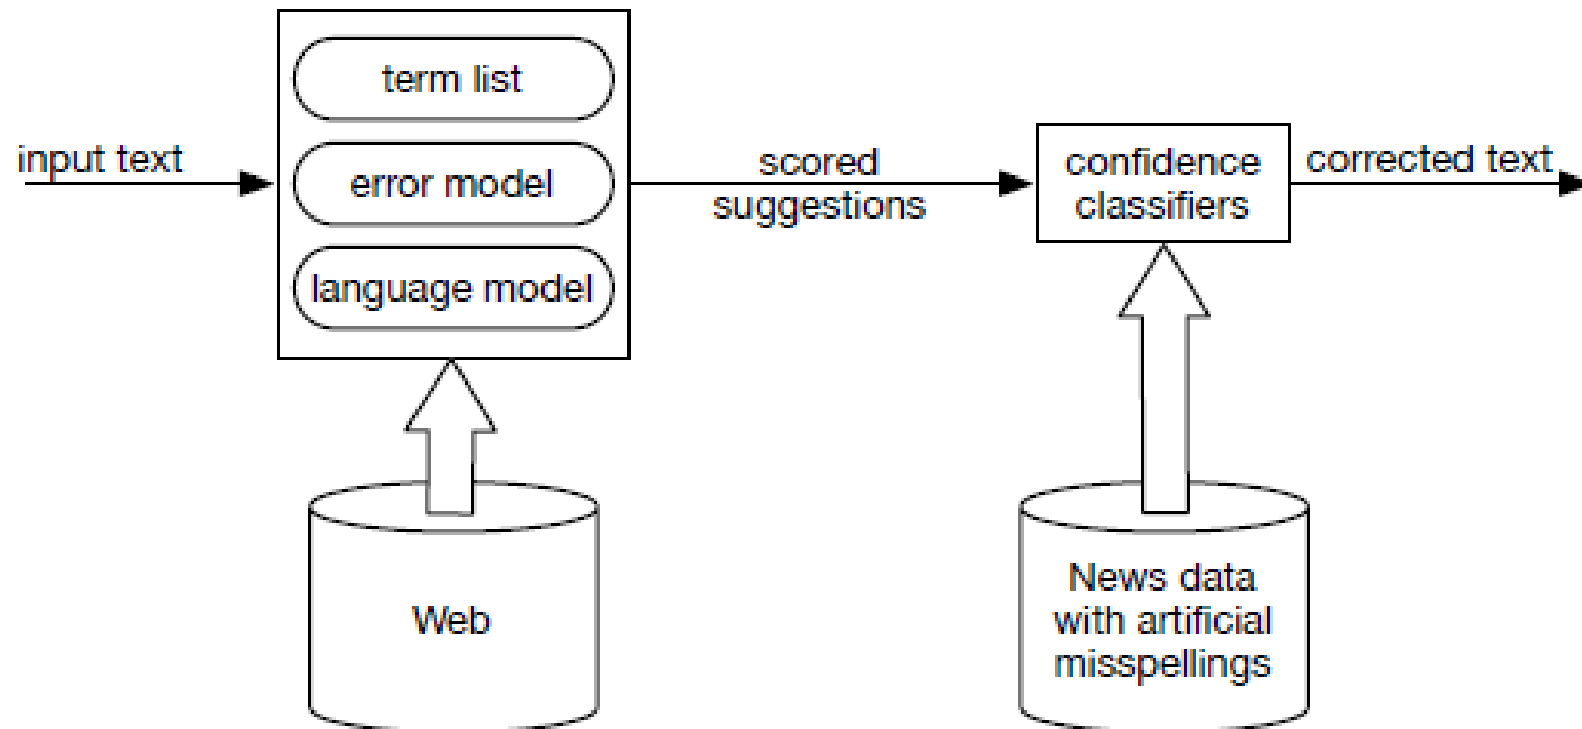 term list
input text
error model
language model
scored
suggestions
confidence
classifiers
corrected text
Web
News data
with artificial
misspellings